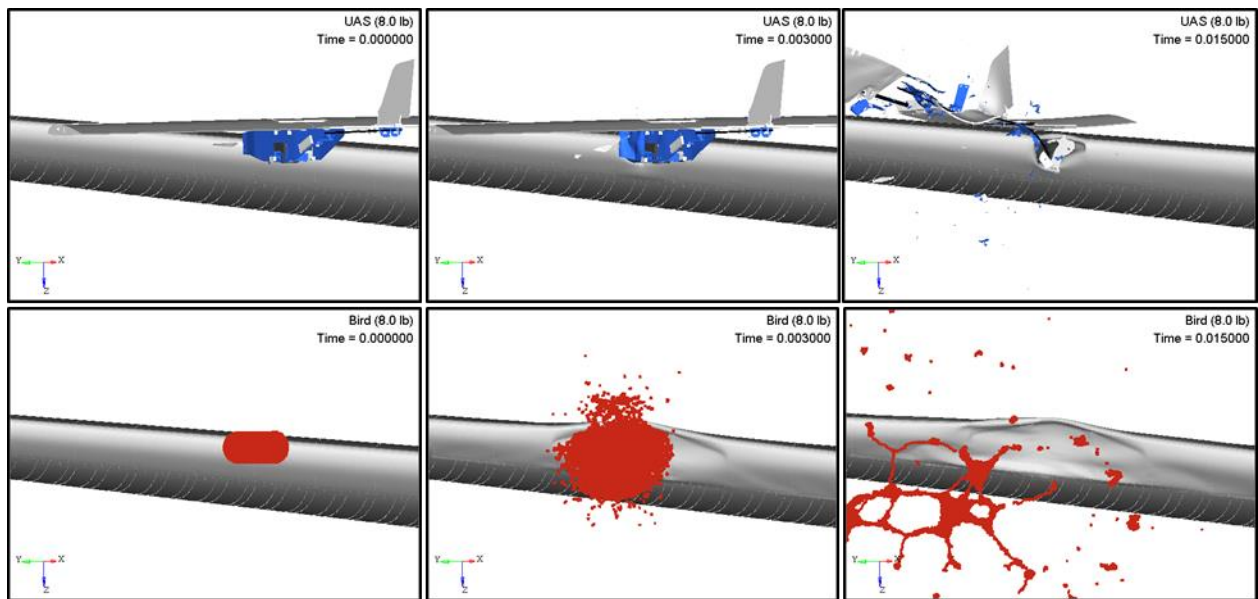 UAS (8.0 lb)
Time = 0.000000
Y X
Z
UAS (8.0 lb)
Time = 0.003000
Y X
Z
UAS (8.0 lb)
Time = 0.015000
Y X
Z
Bird (8.0 lb)
Time = 0.000000
Y X
Z
Bird (8.0 lb)
Time = 0.003000
Y X
Z
Bird (8.0 lb)
Time = 0.015000
Y X
Z